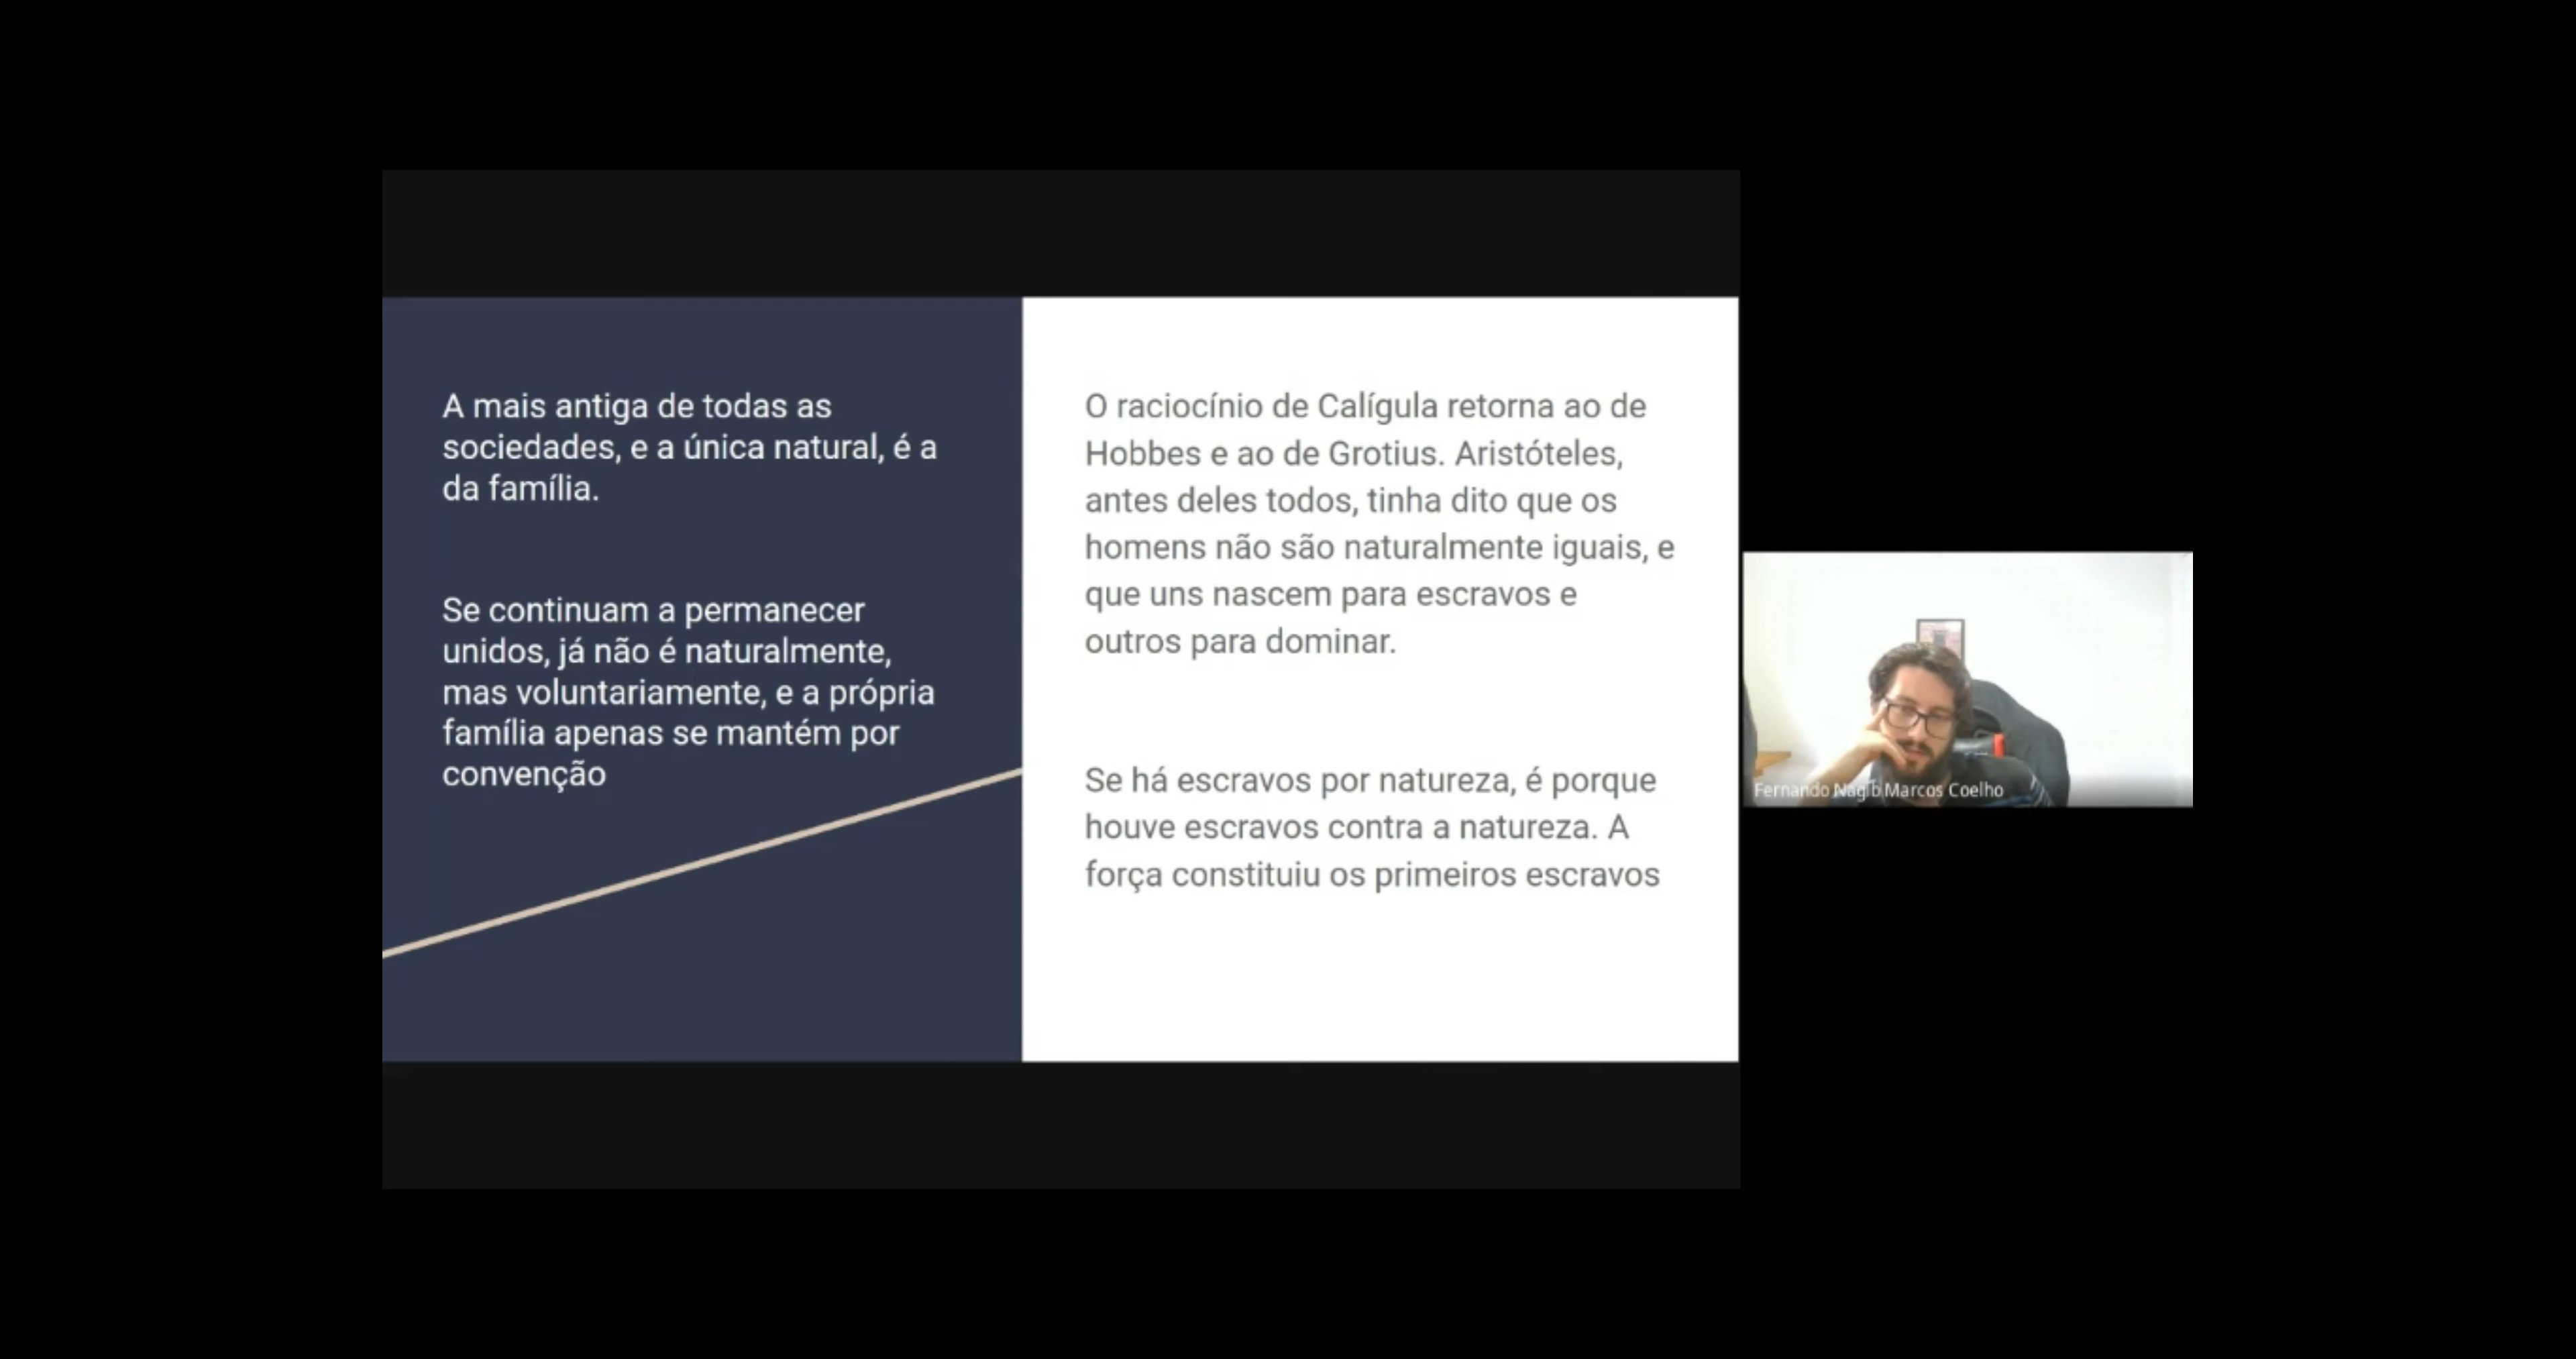 A mais antiga de todas as
sociedades, e a única natural, é a
da família.
Se continuam a permanecer
unidos, já não é naturalmente,
mas voluntariamente, e a própria
família apenas se mantém por
convenção
O raciocínio de Calígula retorna ao de
Hobbes e ao de Grotius. Aristóteles,
antes deles todos, tinha dito que os
homens não são naturalmente iguais, e
que uns nascem para escravos e
outros para dominar.
Se há escravos por natureza, é porque
houve escravos contra a natureza. A
força constituiu os primeiros escravos
Fernando Nagib Marcos Coelho